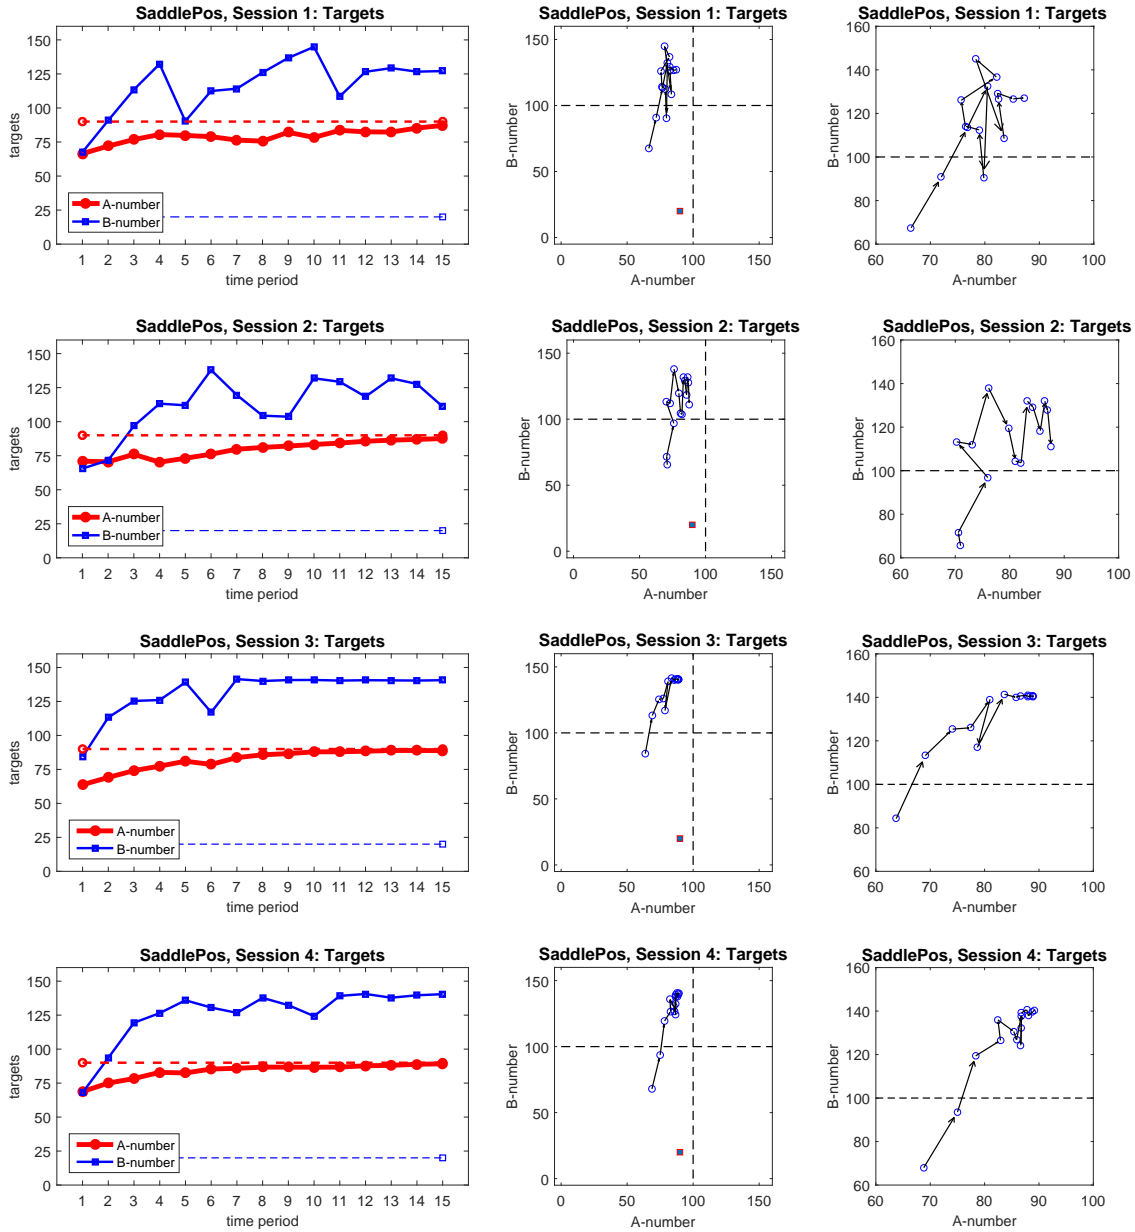 SaddlePos, Session 1: Targets
targets
150
125
100
75
50
25
0
A-number
B-number
1 2 3 4 5 6 7 8 9 10 11 12 13 14 15
time period
SaddlePos, Session 1: Targets
B-number
150
100
50
0
0 50 100 150
A-number
SaddlePos, Session 1: Targets
B-number
160
140
120
100
80
60
60 70 80 90 100
A-number
SaddlePos, Session 2: Targets
targets
150
125
100
75
50
25
0
A-number
B-number
1 2 3 4 5 6 7 8 9 10 11 12 13 14 15
time period
SaddlePos, Session 2: Targets
B-number
150
100
50
0
0 50 100 150
A-number
SaddlePos, Session 2: Targets
B-number
160
140
120
100
80
60
60 70 80 90 100
A-number
SaddlePos, Session 3: Targets
targets
150
125
100
75
50
25
0
A-number
B-number
1 2 3 4 5 6 7 8 9 10 11 12 13 14 15
time period
SaddlePos, Session 3: Targets
B-number
150
100
50
0
0 50 100 150
A-number
SaddlePos, Session 3: Targets
B-number
160
140
120
100
80
60
60 70 80 90 100
A-number
SaddlePos, Session 4: Targets
targets
150
125
100
75
50
25
0
A-number
B-number
1 2 3 4 5 6 7 8 9 10 11 12 13 14 15
time period
SaddlePos, Session 4: Targets
B-number
150
100
50
0
0 50 100 150
A-number
SaddlePos, Session 4: Targets
B-number
160
140
120
100
80
60
60 70 80 90 100
A-number